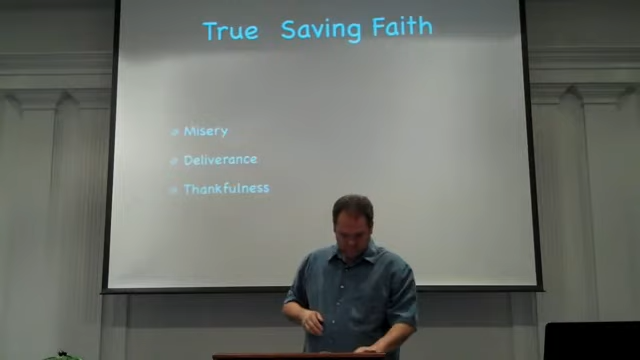 True Saving Faith
Misery
Deliverance
Thankfulness